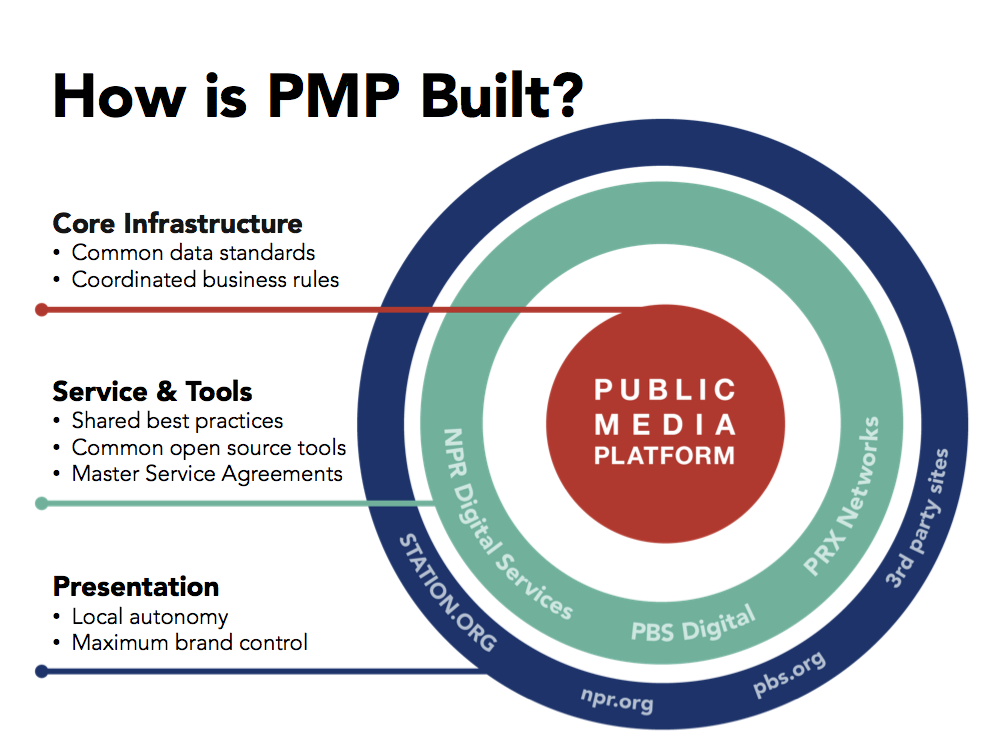 How is PMP Built?
Core Infrastructure
• Common data standards
• Coordinated business rules
Service & Tools
• Shared best practices
• Common open source tools
• Master Service Agreements
Presentation
• Local autonomy
• Maximum brand control
PUBLIC
MEDIA
PLATFORM
NPR Digital Services
PBS Digital
PRX Networks
STATION.ORG
npr.org
pbs.org
3rd party sites